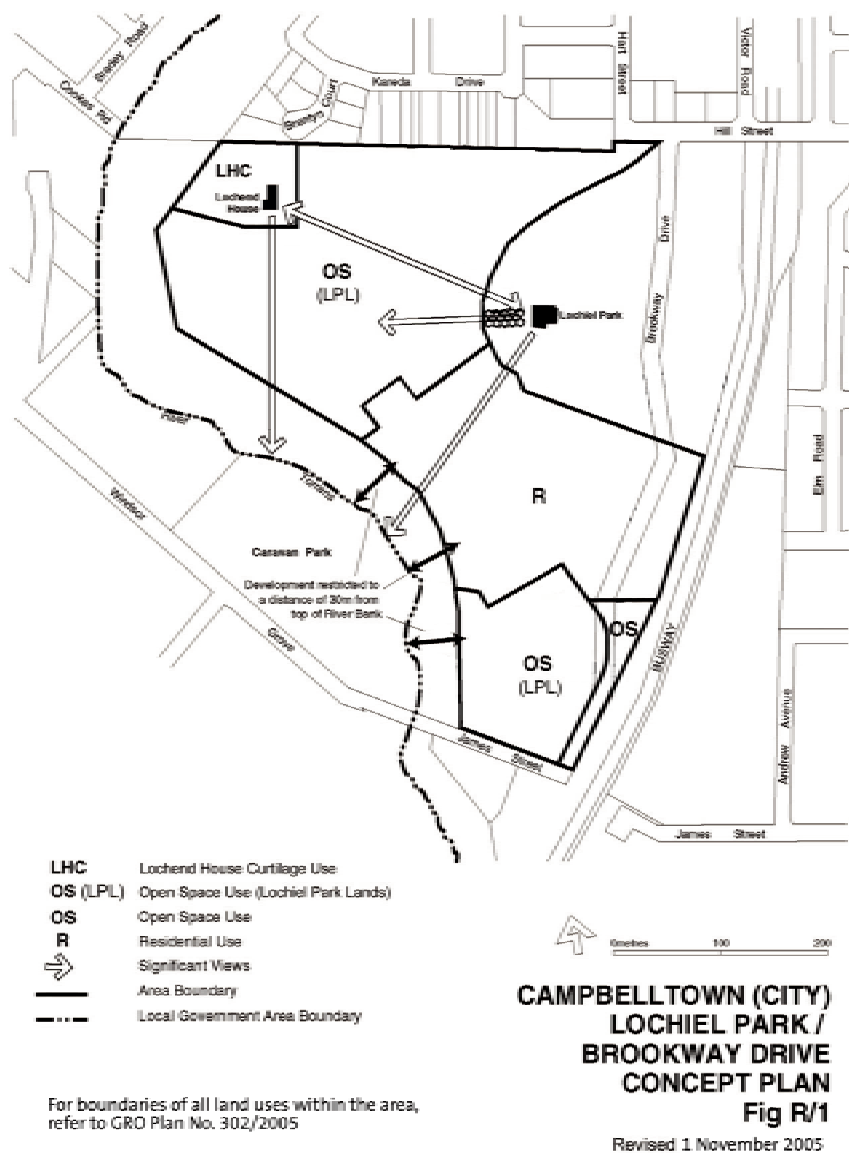 Bradey Road
Cookes Rd
Kareda Drive
Hart Street
Victor Road
Hill Street
LHC
Lochend
House
OS
(LPL)
Lochiel Park
Brookway Drive
River Torrens
Windsor Grove
R
Elm Road
Caravan Park
Development restricted to
a distance of 30m from
top of River Bank
OS
OS
(LPL)
BUSWAY
James Street
Andrew Avenue
James Street
LHC Lochend House Curtilage Use
OS (LPL) Open Space Use (Lochiel Park Lands)
OS Open Space Use
R Residential Use
Significant Views
Area Boundary
Local Government Area Boundary
0metres 100 200
CAMPBELLTOWN (CITY)
LOCHIEL PARK /
BROOKWAY DRIVE
CONCEPT PLAN
Fig R/1
Revised 1 November 2005
For boundaries of all land uses within the area,
refer to GRO Plan No. 302/2005